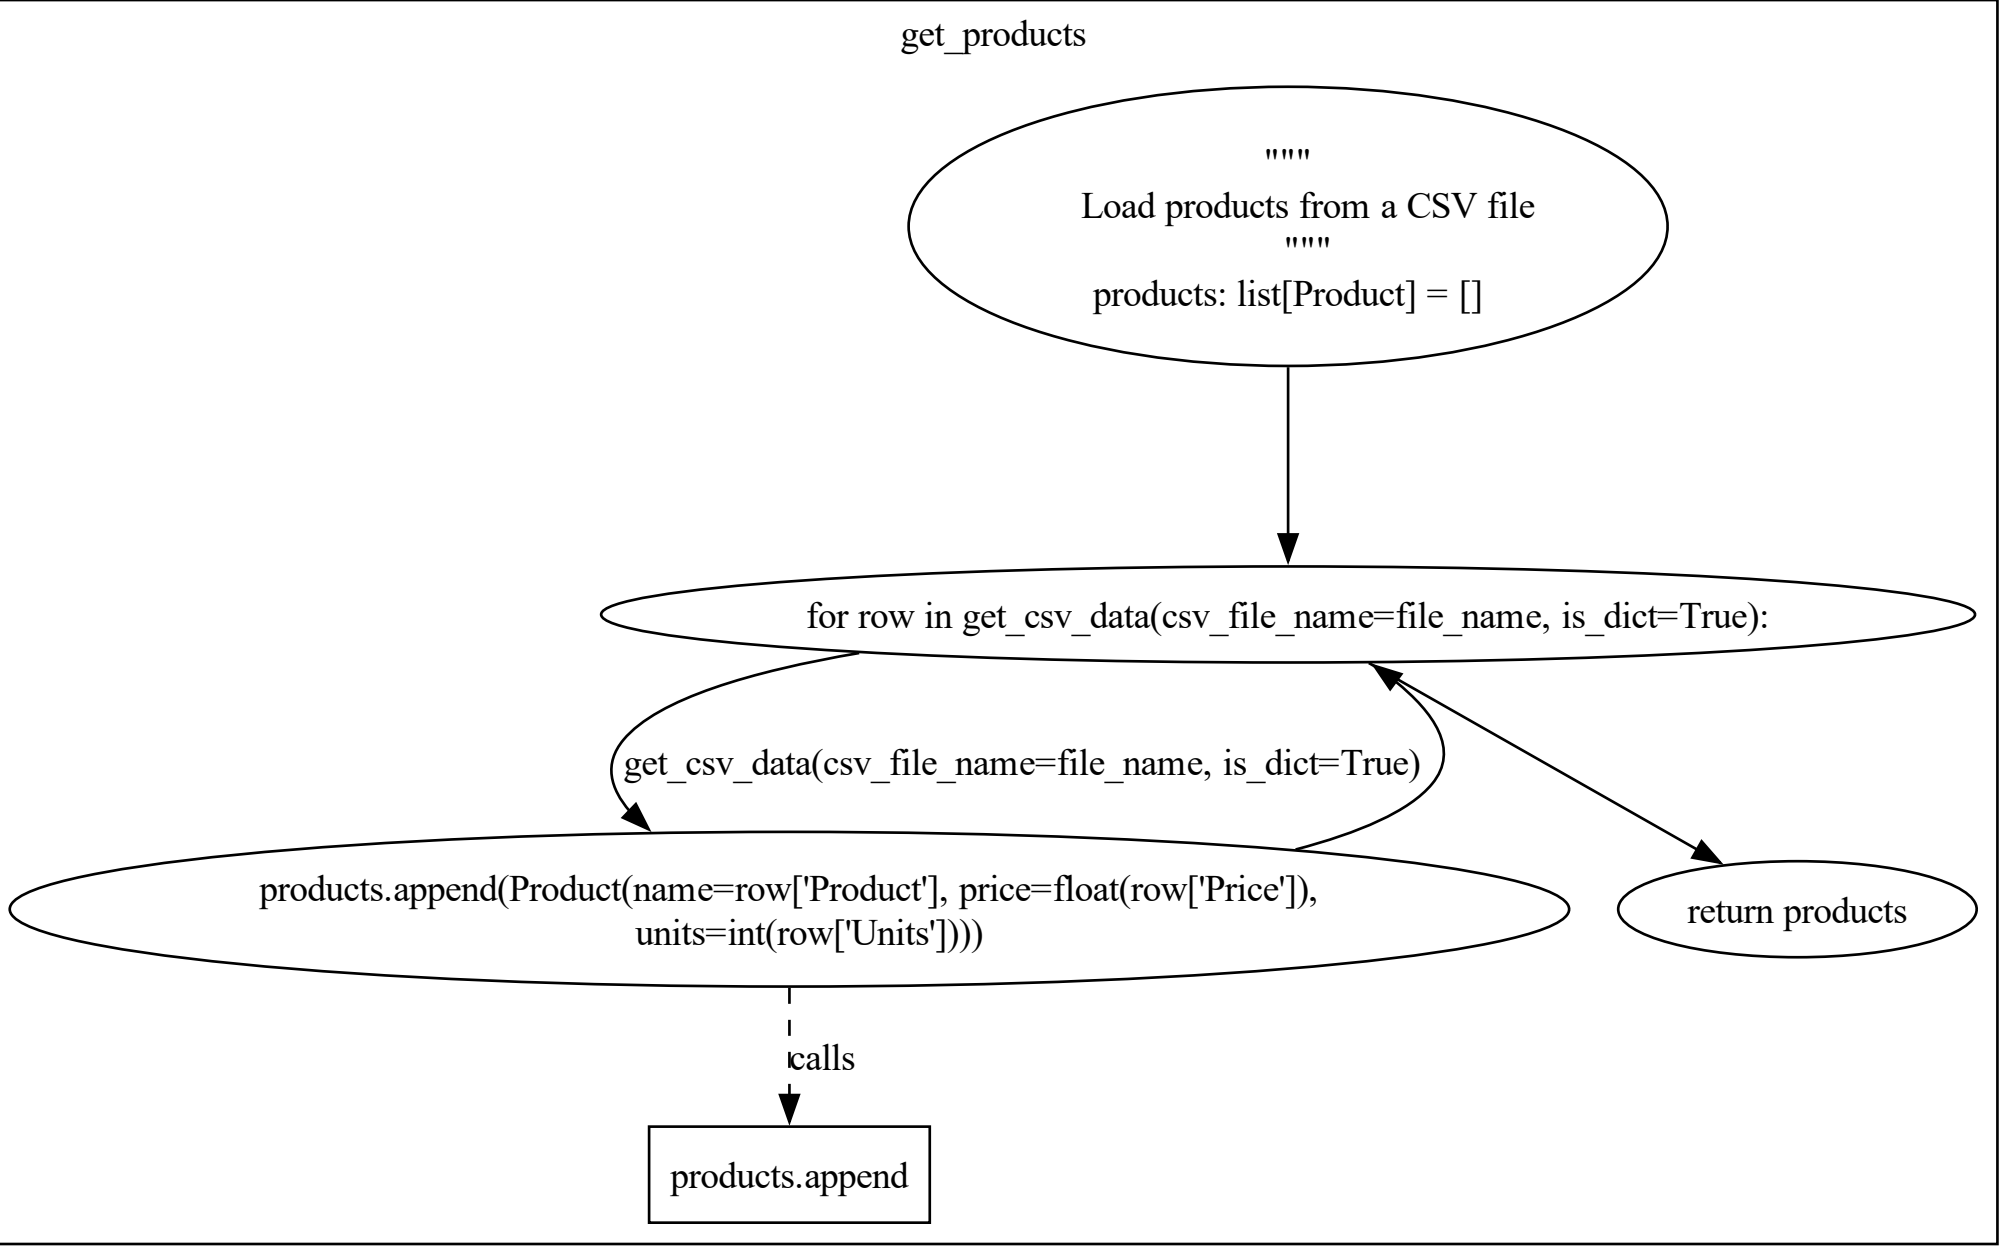 get_products
"""
Load products from a CSV file
"""
products: list[Product] = []
for row in get_csv_data(csv_file_name=file_name, is_dict=True):
get_csv_data(csv_file_name=file_name, is_dict=True)
products.append(Product(name=row['Product'], price=float(row['Price']),
units=int(row['Units'])))
return products
calls
products.append